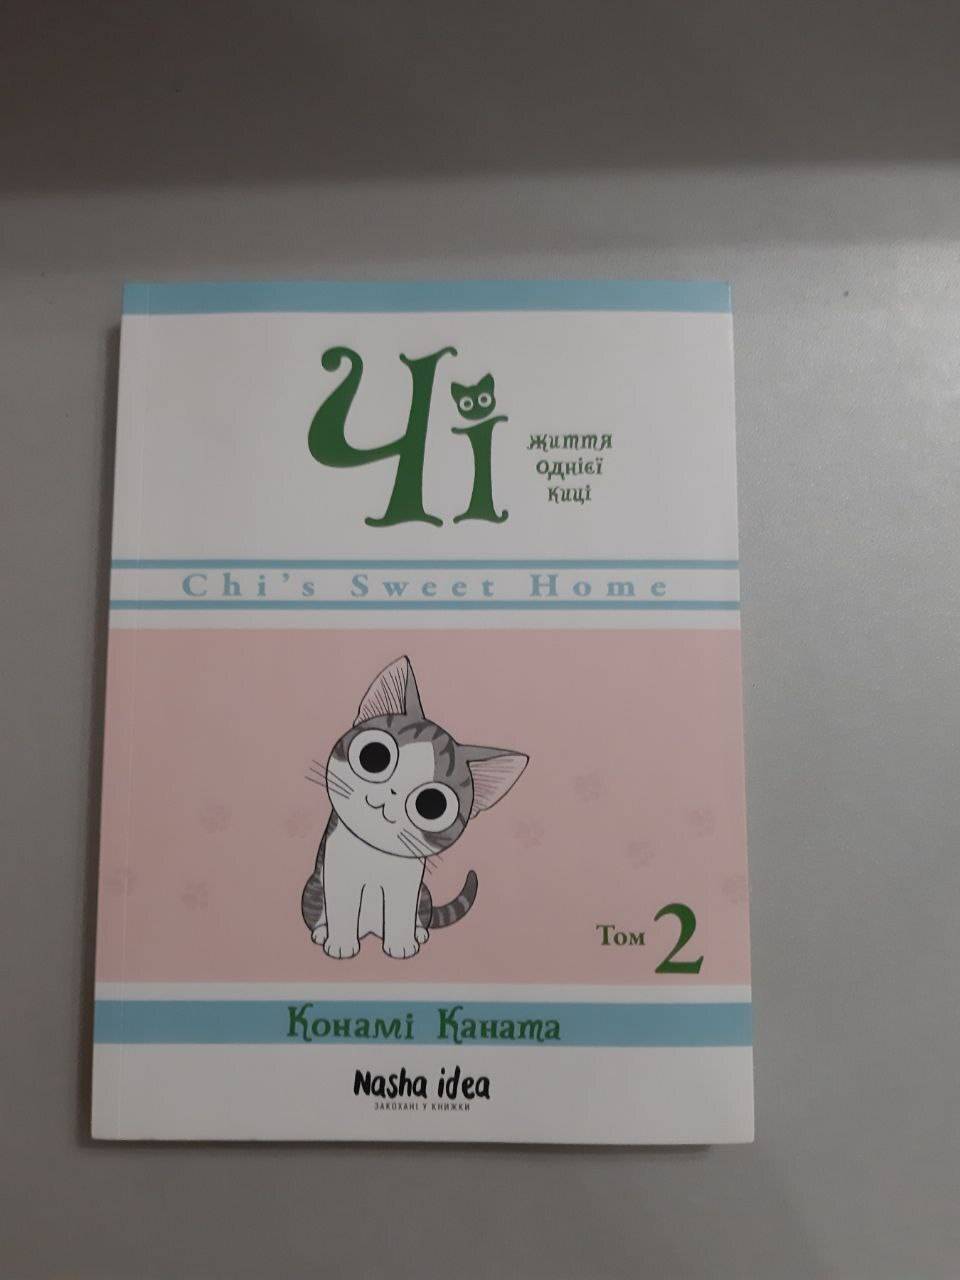 Чі
життя
однієї
киці
Chi's Sweet Home
Том 2
Конамі Каната
Nasha idea
ЗАКОХАНІ У КНИЖКИ